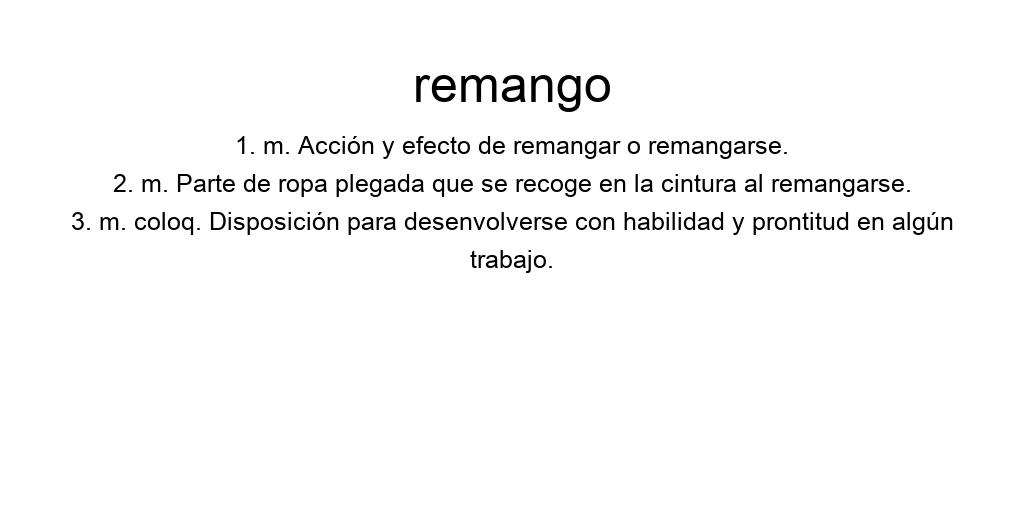 remango
1. m. Acción y efecto de remangar o remangarse.
2. m. Parte de ropa plegada que se recoge en la cintura al remangarse.
3. m. coloq. Disposición para desenvolverse con habilidad y prontitud en algún
trabajo.